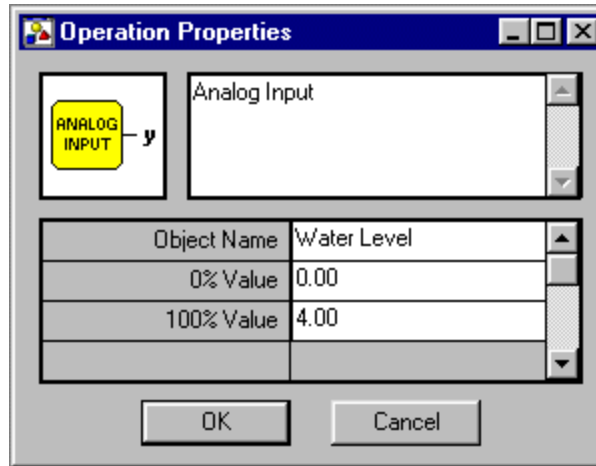 Operation Properties
ANALOG
INPUT
y
Analog Input
Object Name Water Level
0% Value 0.00
100% Value 4.00
OK Cancel